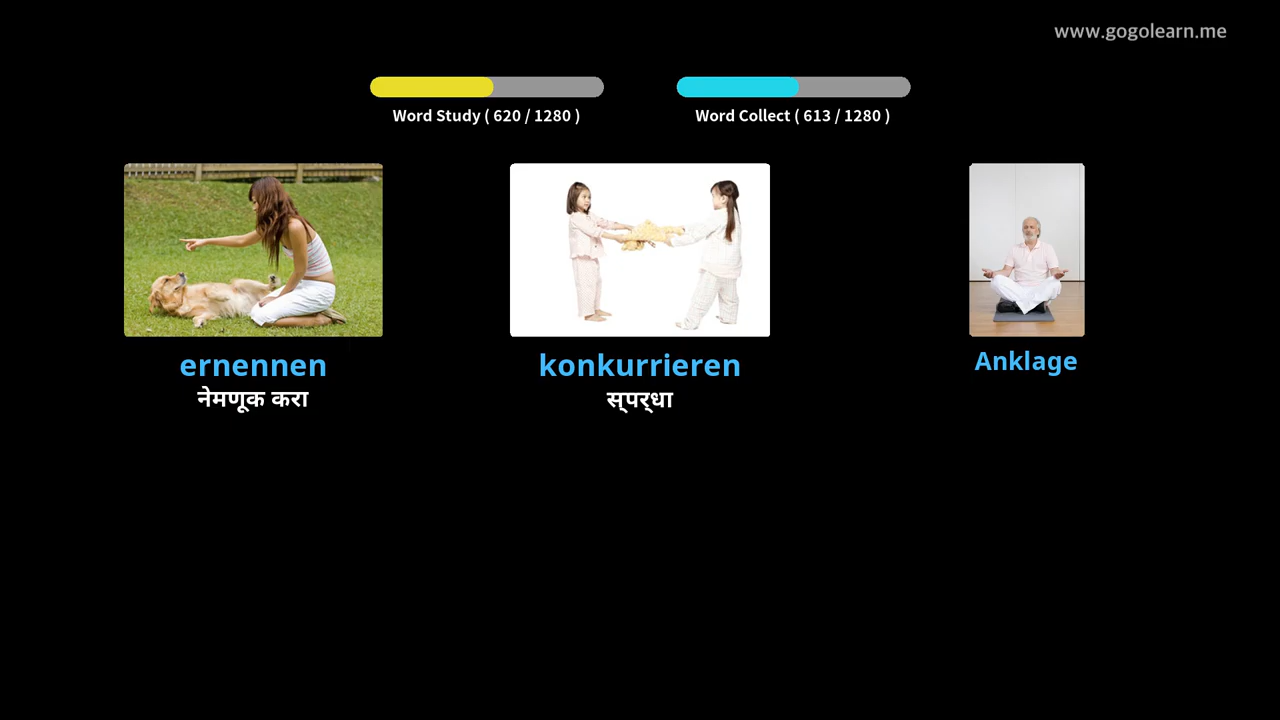 www.gogolearn.me
Word Study ( 620 / 1280 )
Word Collect ( 613 / 1280 )
ernennen
konkurrieren
Anklage
नेमणूक करा
स्पर्धा